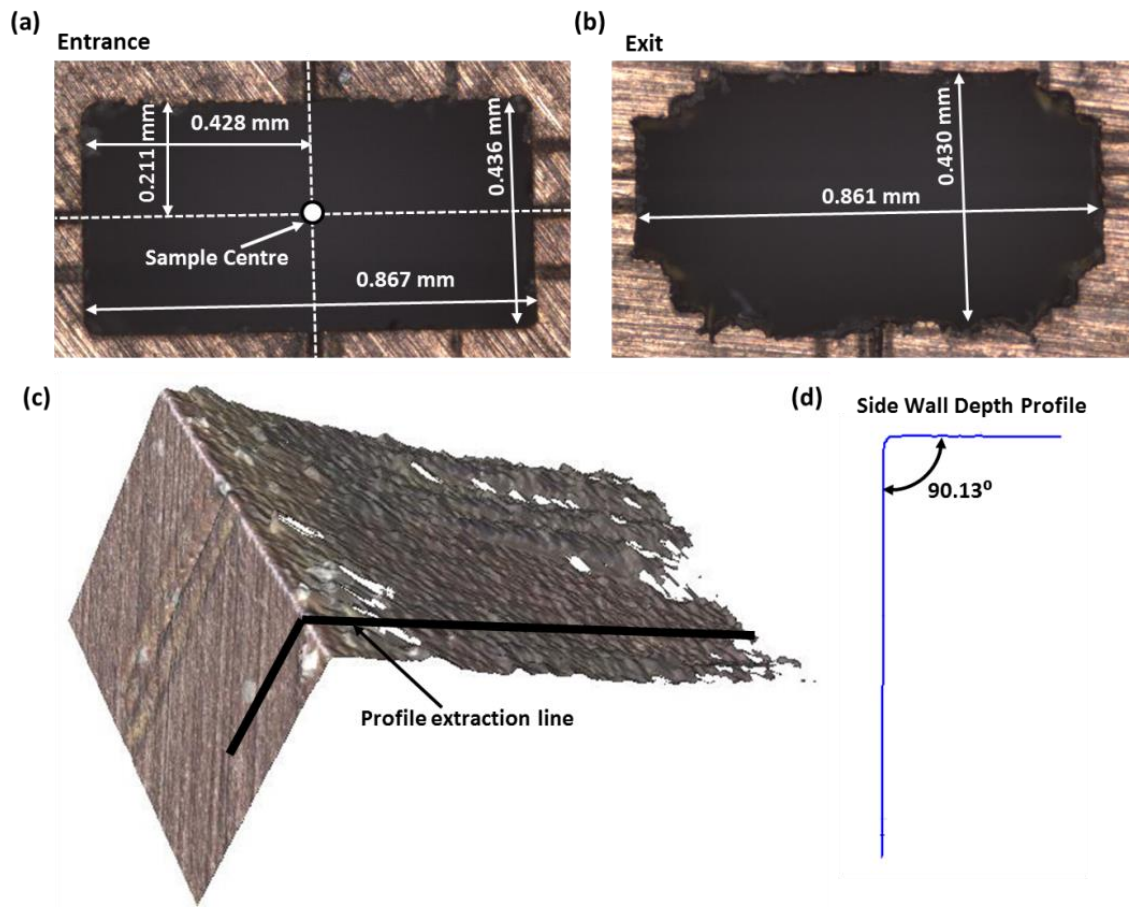 (a)
Entrance
0.428 mm
0.211 mm
0.436 mm
Sample Centre
0.867 mm
(b)
Exit
0.430 mm
0.861 mm
(c)
Profile extraction line
(d)
Side Wall Depth Profile
90.13⁰